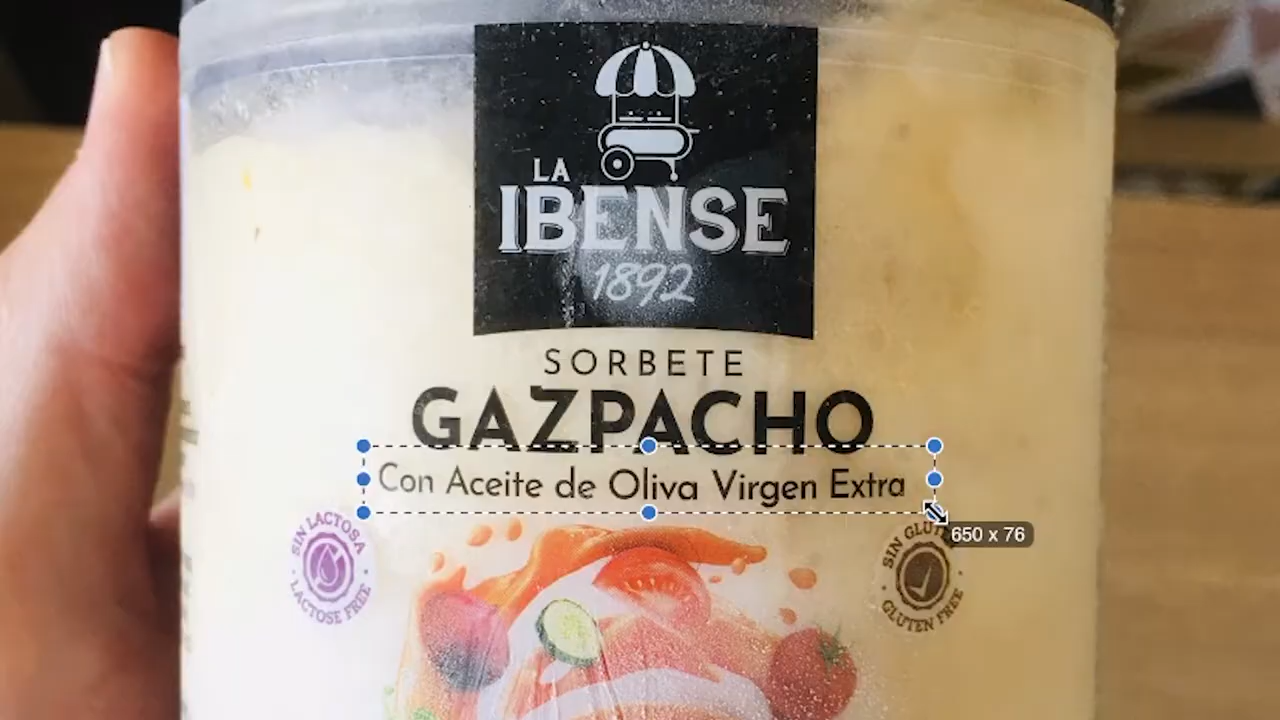 LA
IBENSE
1892
SORBETE
GAZPACHO
Con Aceite de Oliva Virgen Extra
SIN LACTOSA
LACTOSE FREE
SIN GLUTEN
GLUTEN FREE
650 x 76